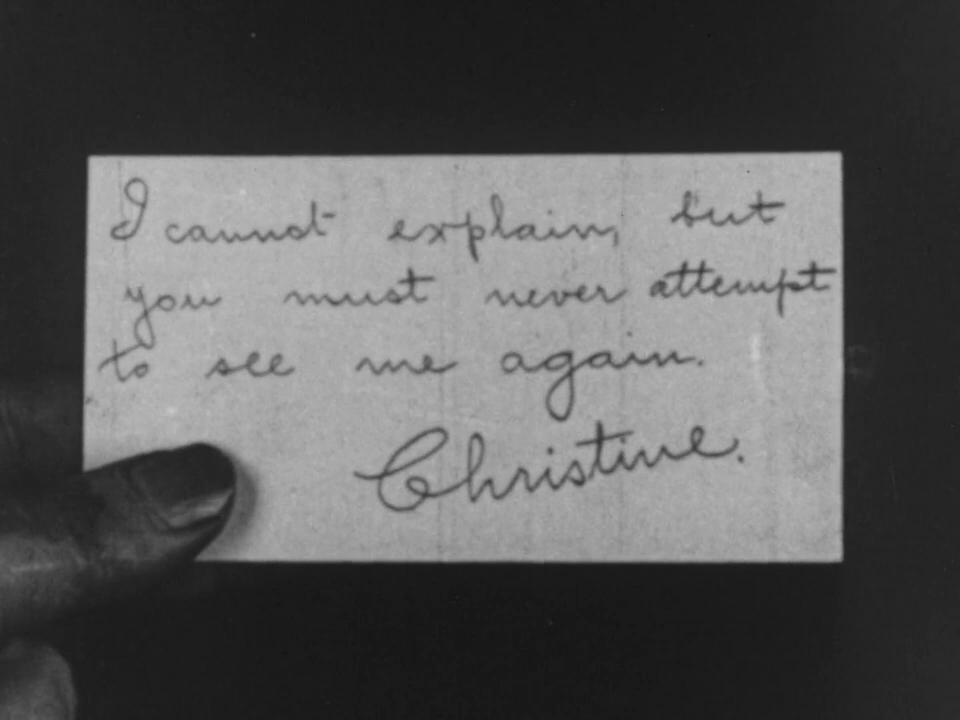 I cannot explain, but
you must never attempt
to see me again.
Christine.